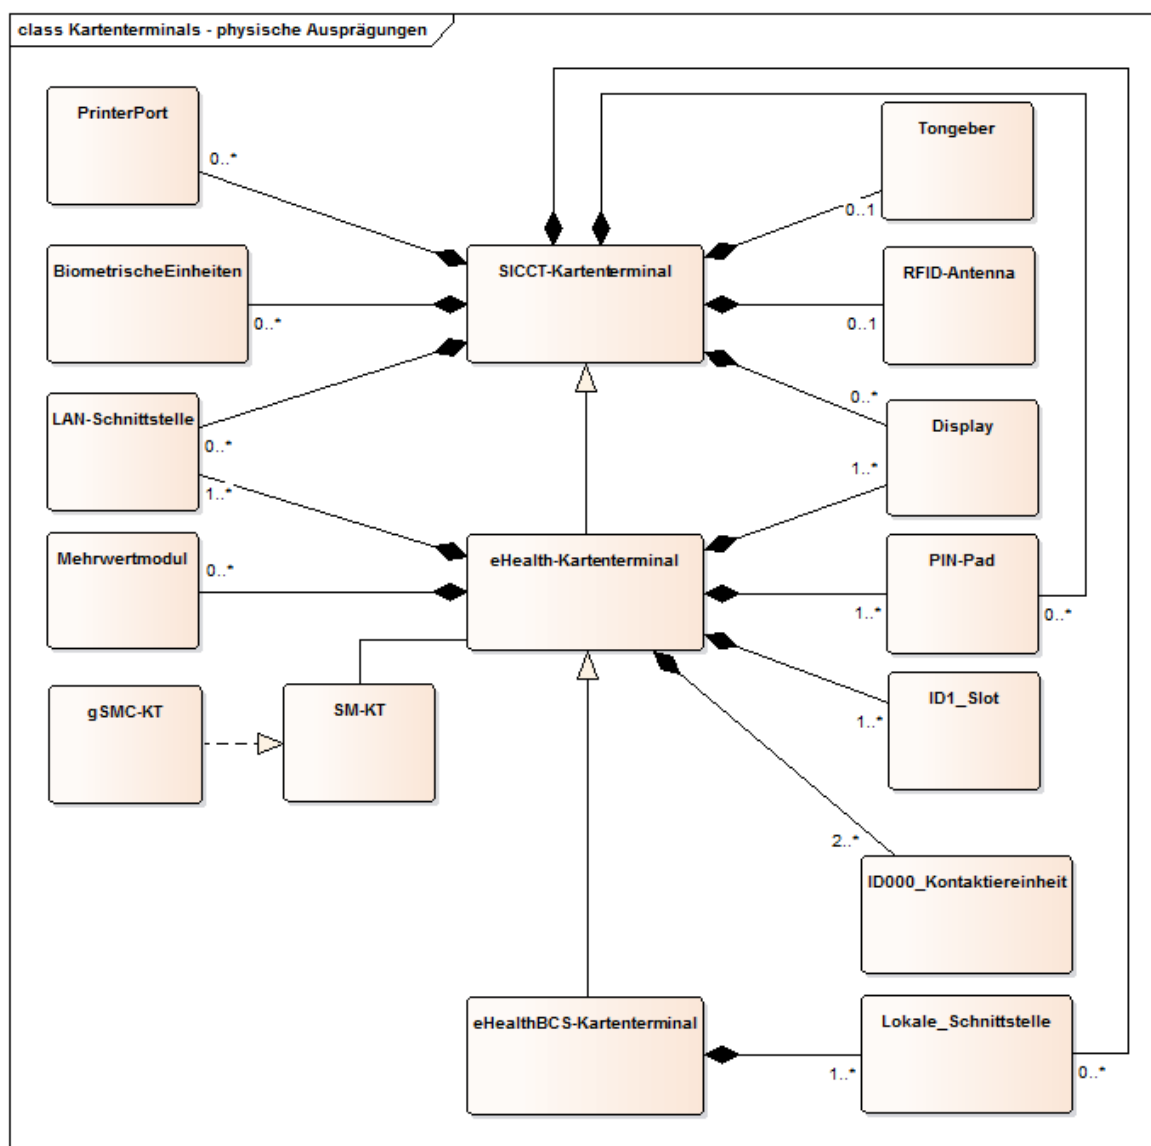 class Kartenterminals - physische Ausprägungen
PrinterPort
0..*
Tongeber
0..1
BiometrischeEinheiten
0..*
SICCT-Kartenterminal
RFID-Antenna
0..1
LAN-Schnittstelle
0..*
1..*
0..*
Display
1..*
Mehrwertmodul
0..*
eHealth-Kartenterminal
PIN-Pad
1..*
0..*
gSMC-KT
SM-KT
ID1_Slot
1..*
2..*
ID000_Kontaktiereinheit
eHealthBCS-Kartenterminal
Lokale_Schnittstelle
1..*
0..*